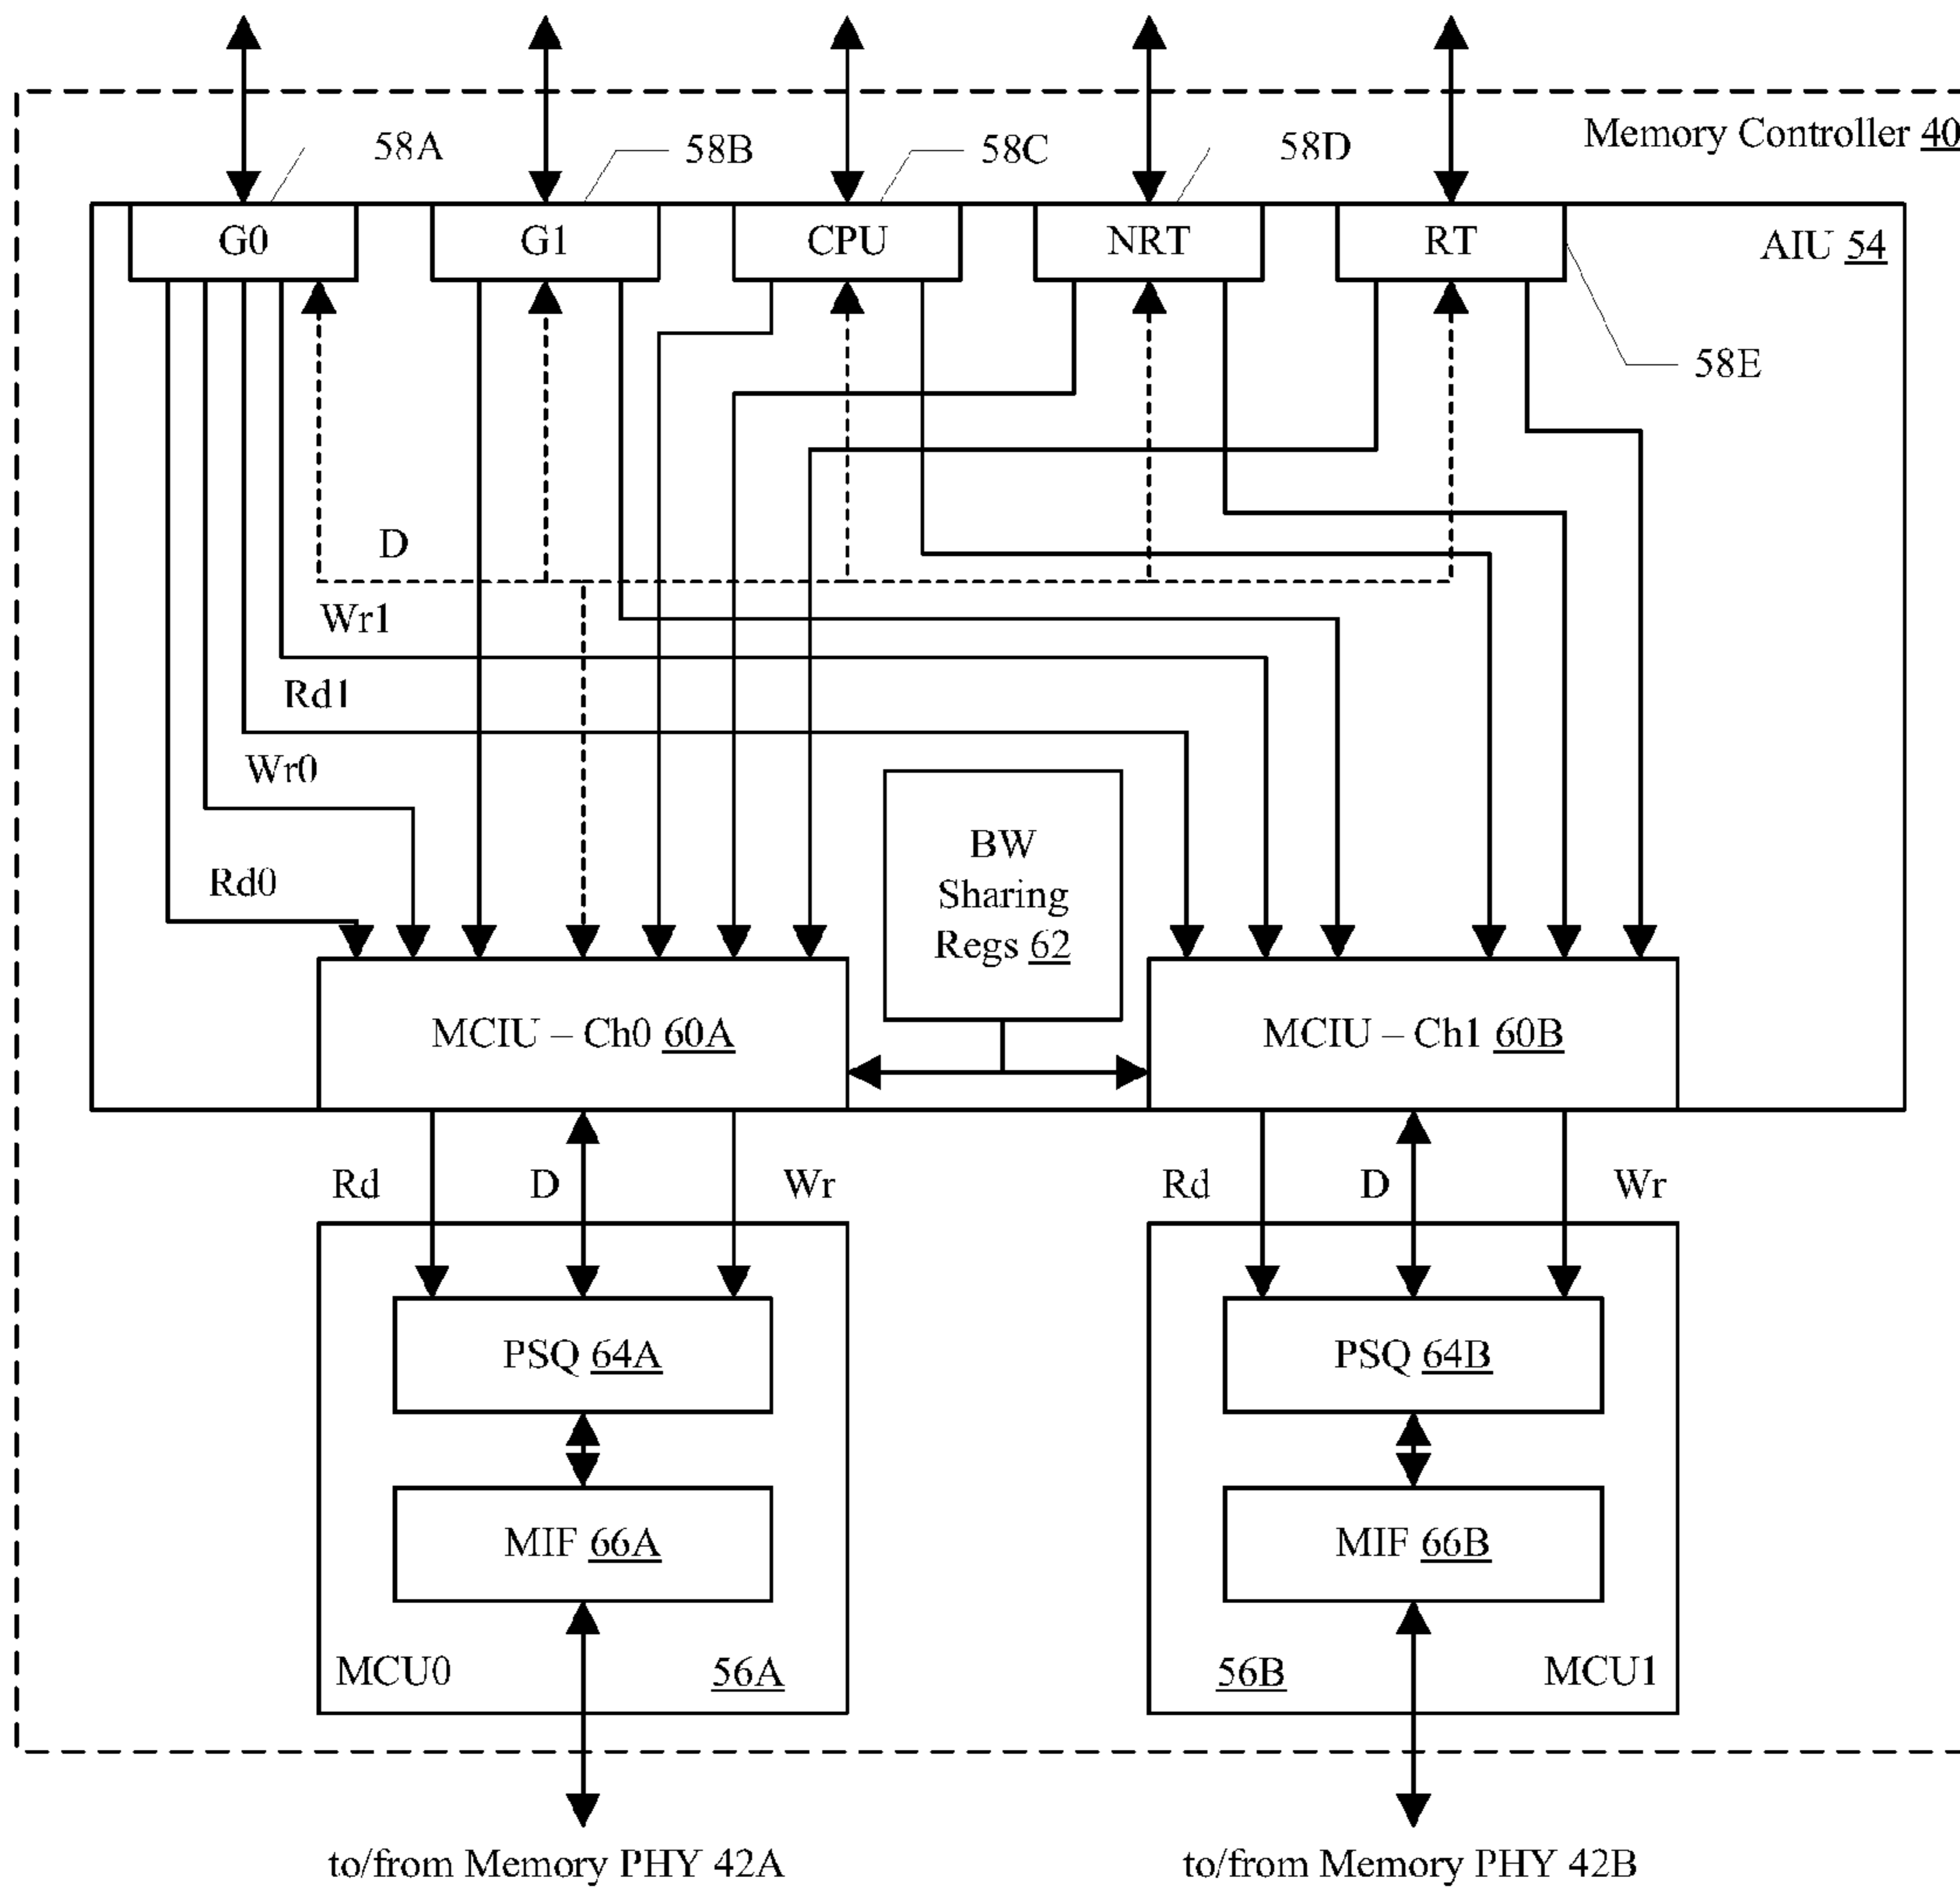 58A
58B
58C
58D
Memory Controller 40
G0
G1
CPU
NRT
RT
AIU 54
58E
D
Wr1
Rd1
Wr0
Rd0
BW
Sharing
Regs 62
MCIU – Ch0 60A
MCIU – Ch1 60B
Rd
D
Wr
Rd
D
Wr
PSQ 64A
PSQ 64B
MIF 66A
MIF 66B
MCU0
56A
56B
MCU1
to/from Memory PHY 42A
to/from Memory PHY 42B